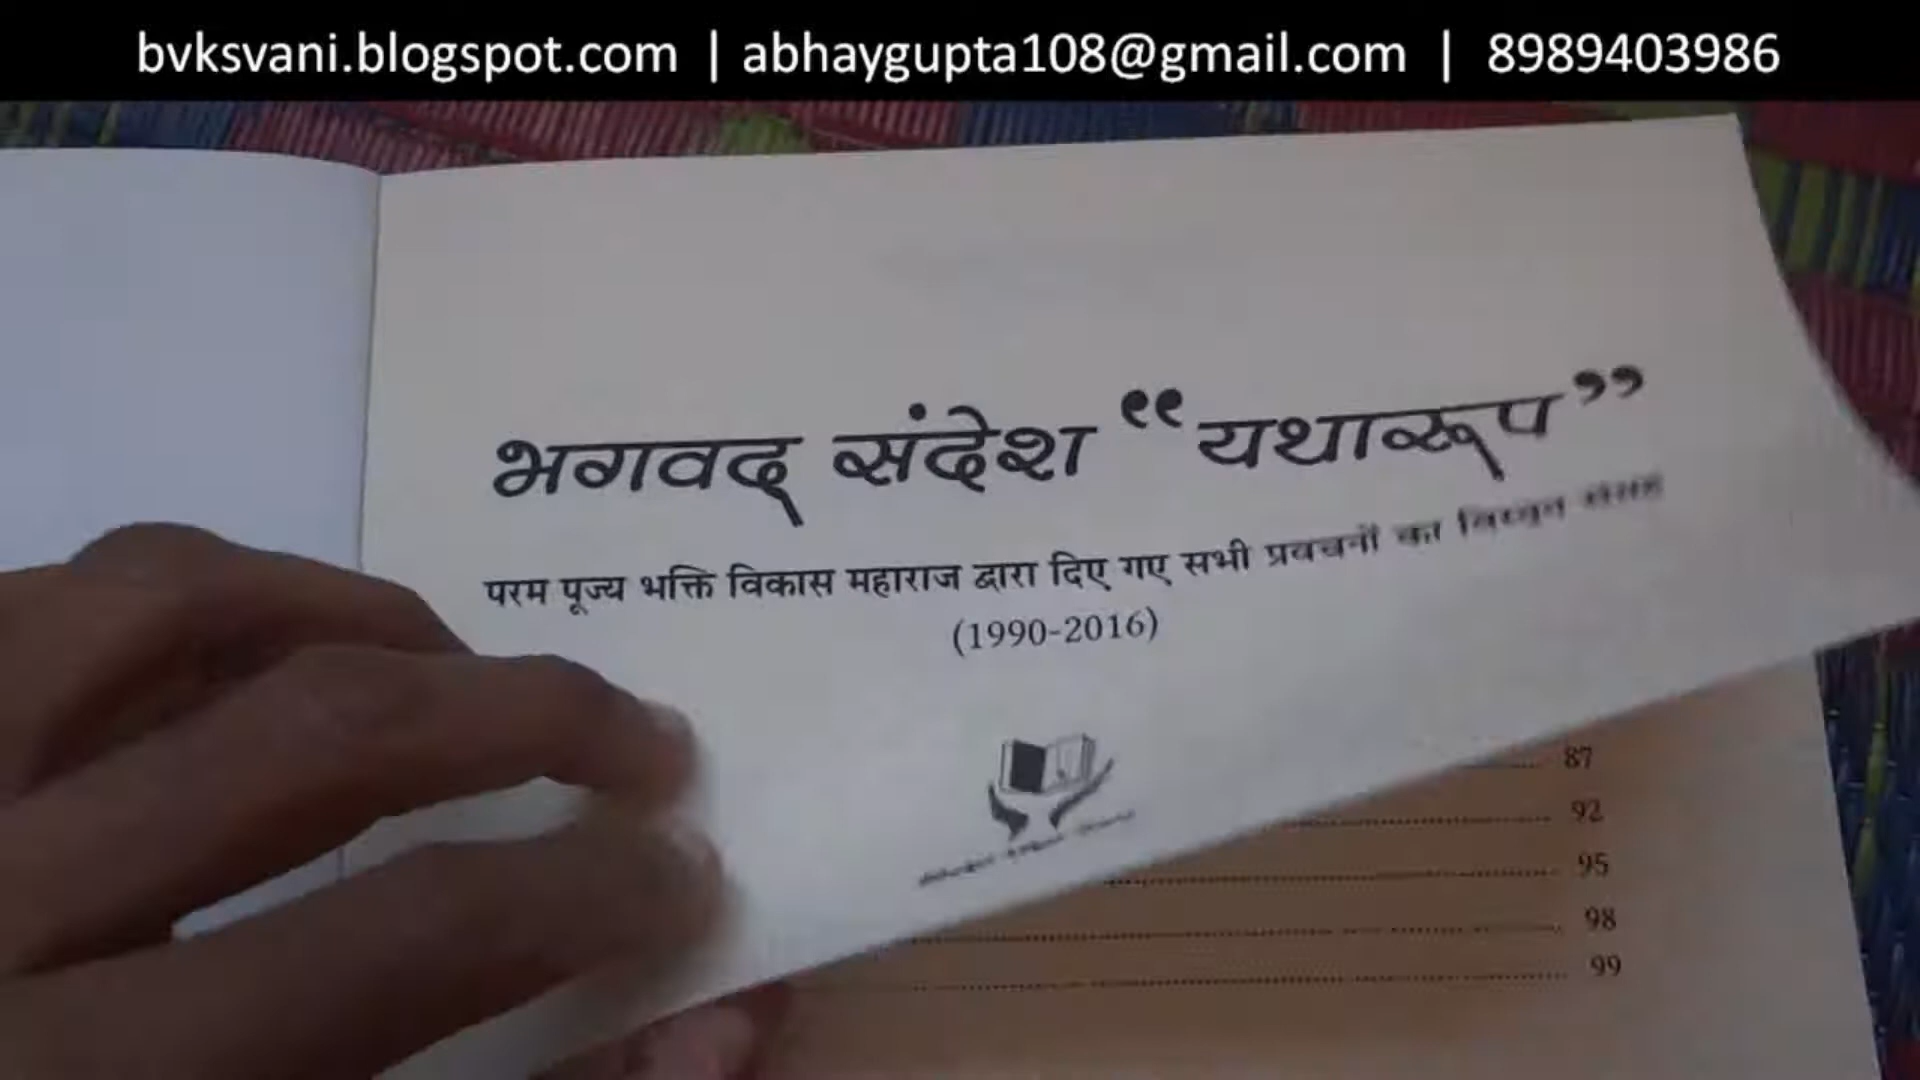 bvksvani.blogspot.com | abhaygupta108@gmail.com | 8989403986
भगवद् संदेश “यथारूप”
परम पूज्य भक्ति विकास महाराज द्वारा दिए गए सभी प्रवचनों का
(1990-2016)
87
92
95
98
99